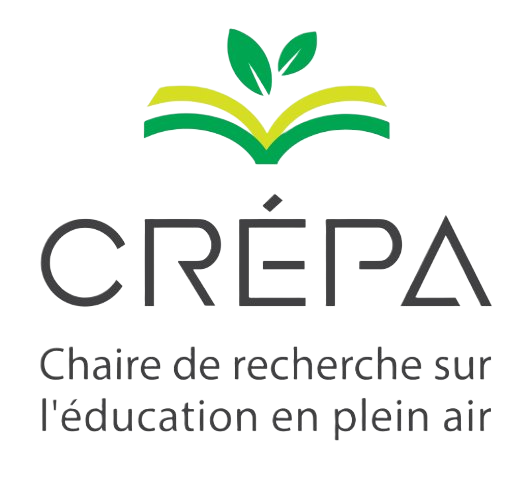 CRÉPA
Chaire de recherche sur
l'éducation en plein air